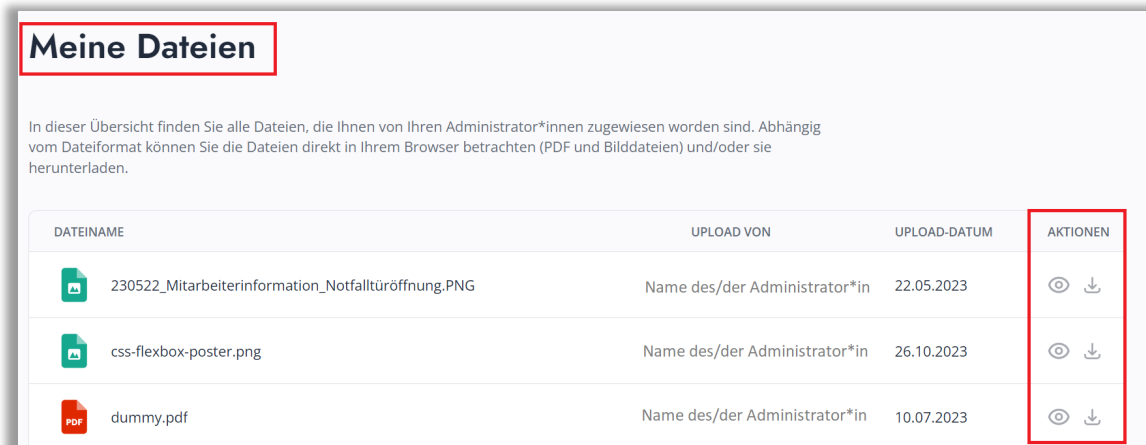 Meine Dateien
In dieser Übersicht finden Sie alle Dateien, die Ihnen von Ihren Administrator*innen zugewiesen worden sind. Abhängig
vom Dateiformat können Sie die Dateien direkt in Ihrem Browser betrachten (PDF und Bilddateien) und/oder sie
herunterladen.
DATEINAME UPLOAD VON UPLOAD-DATUM AKTIONEN
230522_Mitarbeiterinformation_Notfalltüröffnung.PNG Name des/der Administrator*in 22.05.2023
css-flexbox-poster.png Name des/der Administrator*in 26.10.2023
PDF dummy.pdf Name des/der Administrator*in 10.07.2023